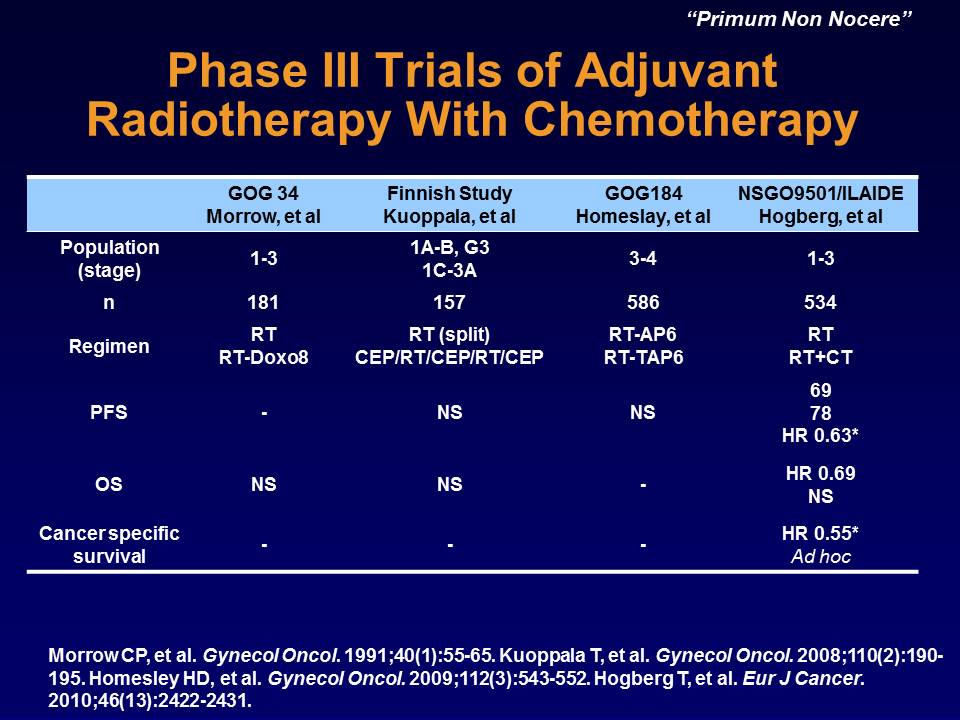 “Primum Non Nocere”
Phase III Trials of Adjuvant
Radiotherapy With Chemotherapy
GOG 34 Finnish Study GOG184 NSGO9501/ILAIDE
Morrow, et al Kuoppala, et al Homeslay, et al Hogberg, et al
Population (stage) 1-3 1A-B, G3 1C-3A 3-4 1-3
n 181 157 586 534
Regimen RT RT-Doxo8 RT (split) CEP/RT/CEP/RT/CEP RT-AP6 RT-TAP6 RT RT+CT
PFS - NS NS 69 78 HR 0.63*
OS NS NS - HR 0.69 NS
Cancer specific survival - - - HR 0.55* Ad hoc
Morrow CP, et al. Gynecol Oncol. 1991;40(1):55-65. Kuoppala T, et al. Gynecol Oncol. 2008;110(2):190-
195. Homesley HD, et al. Gynecol Oncol. 2009;112(3):543-552. Hogberg T, et al. Eur J Cancer.
2010;46(13):2422-2431.